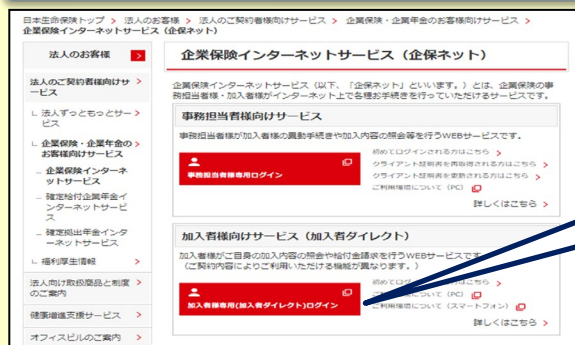 日本生命保険トップ > 法人のお客様 > 法人のご契約者様向けサービス > 企業保険・企業年金のお客様向けサービス >
企業保険インターネットサービス（企保ネット）
法人のお客様
法人のご契約者様向けサービス
∟ 法人ずっともっとサービス
∟ 企業保険・企業年金のお客様向けサービス
企業保険インターネットサービス
確定給付企業年金インターネットサービス
確定拠出年金インターネットサービス
∟ 福利厚生情報
法人向け取扱商品と制度のご案内
健康増進支援サービス
オフィスビルのご案内
企業保険インターネットサービス（企保ネット）
企業保険インターネットサービス（以下、「企保ネット」といいます。）とは、企業保険の事
務担当者様・加入者様がインターネット上で各種お手続きを行っていただけるサービスです。
事務担当者様向けサービス
事務担当者様が加入者様の異動手続きや加入内容の照会等を行うWEBサービスです。
事務担当者様専用ログイン
初めてログインされる方はこちら >
クライアント証明書を再取得される方はこちら >
クライアント証明書を更新される方はこちら >
ご利用環境について（PC）
詳しくはこちら >
加入者様向けサービス（加入者ダイレクト）
加入者様がご自身の加入内容の照会や給付金請求を行うWEBサービスです
（ご契約内容によりご利用いただける機能が異なります。）
加入者様専用(加入者ダイレクト)ログイン
初めてログ
はこちら >
ついて（PC）
ご利用環境について（スマートフォン）
詳しくはこちら >